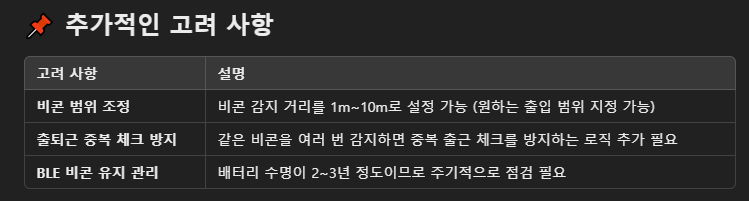 📌 추가적인 고려 사항
고려 사항 설명
비콘 범위 조정 비콘 감지 거리를 1m~10m로 설정 가능 (원하는 출입 범위 지정 가능)
출퇴근 중복 체크 방지 같은 비콘을 여러 번 감지하면 중복 출근 체크를 방지하는 로직 추가 필요
BLE 비콘 유지 관리 배터리 수명이 2~3년 정도이므로 주기적으로 점검 필요